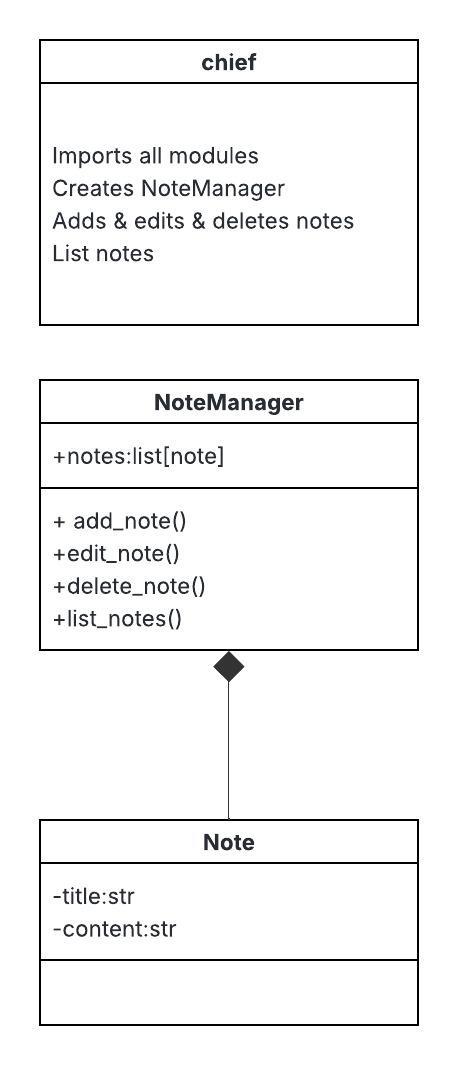 chief
Imports all modules
Creates NoteManager
Adds & edits & deletes notes
List notes
NoteManager
+notes:list[note]
+ add_note()
+edit_note()
+delete_note()
+list_notes()
Note
-title:str
-content:str